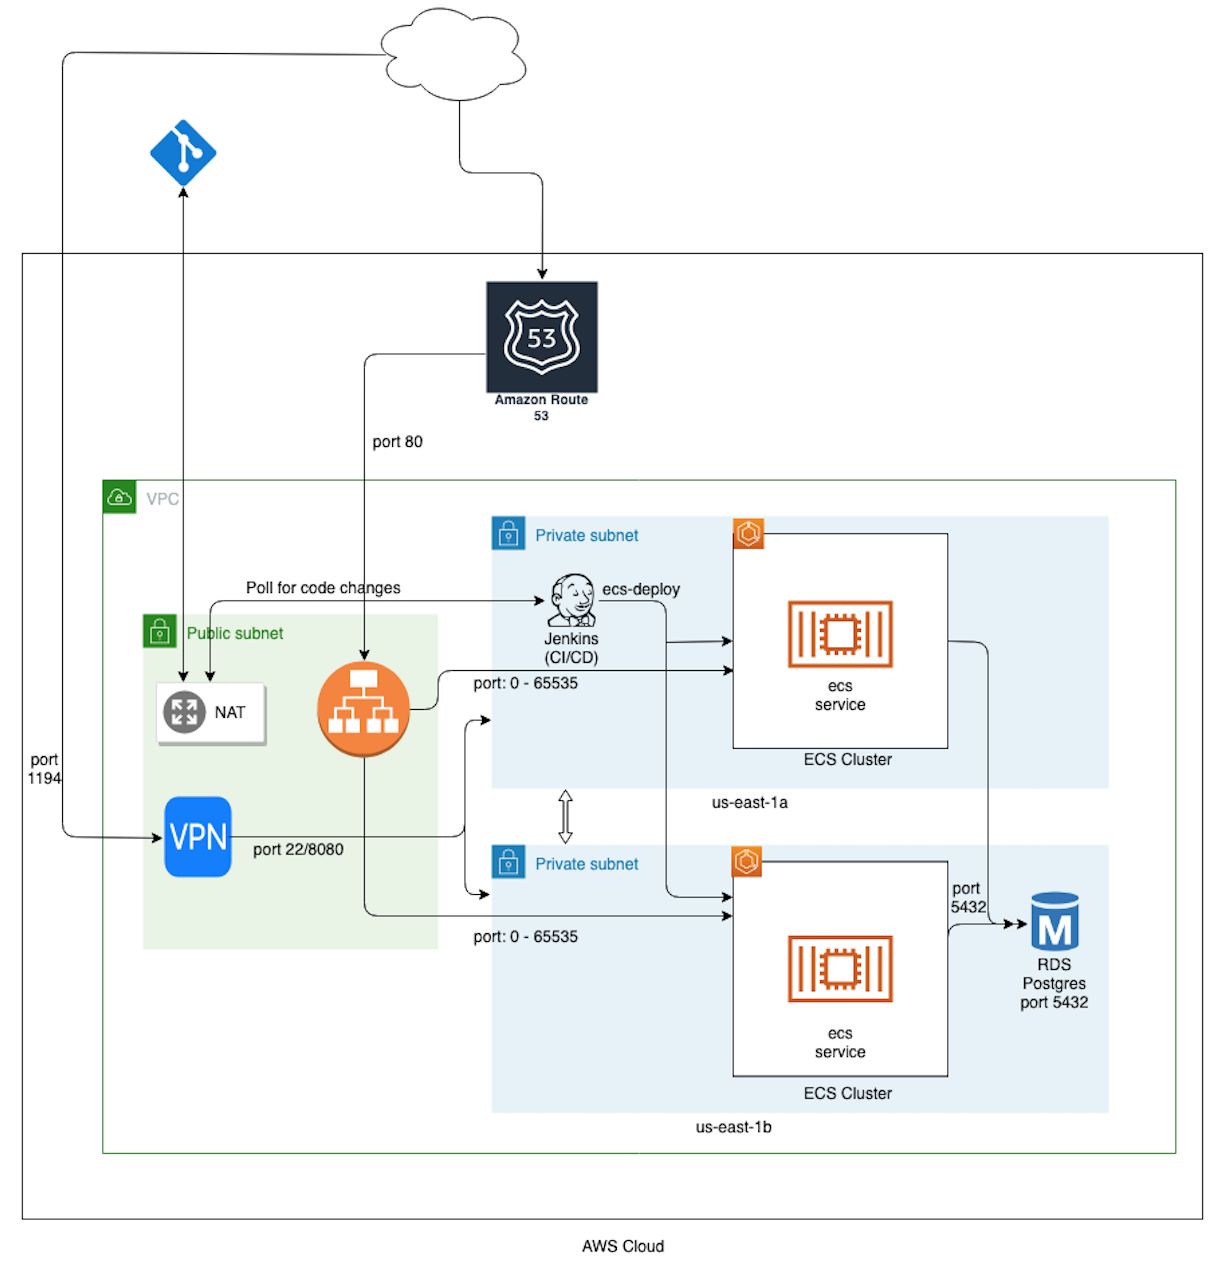 53
Amazon Route
53
port 80
VPC
Private subnet
Poll for code changes
ecs-deploy
Jenkins
(CI/CD)
Public subnet
NAT
port: 0 - 65535
ecs
service
ECS Cluster
port
1194
us-east-1a
VPN
port 22/8080
Private subnet
port
5432
port: 0 - 65535
M
RDS
Postgres
port 5432
ecs
service
ECS Cluster
us-east-1b
AWS Cloud